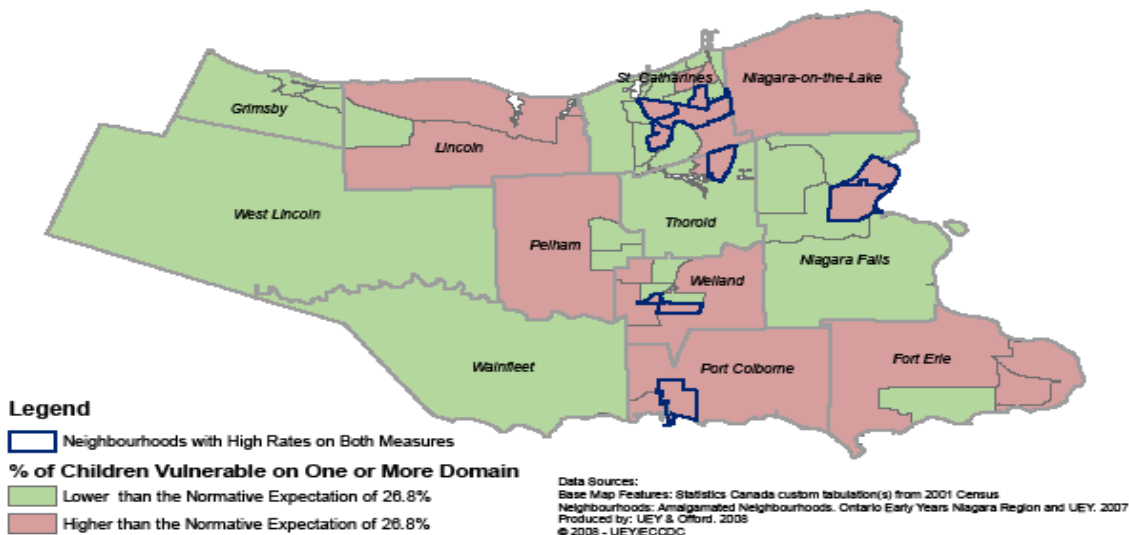 St. Catharines
Niagara-on-the-Lake
Grimsby
Lincoln
West Lincoln
Pelham
Thorold
Niagara Falls
Welland
Wainfleet
Port Colborne
Fort Erie
Legend
Neighbourhoods with High Rates on Both Measures
% of Children Vulnerable on One or More Domain
Lower than the Normative Expectation of 26.8%
Higher than the Normative Expectation of 26.8%
Data Sources:
Base Map Features: Statistics Canada custom tabulation(s) from 2001 Census
Neighbourhoods: Amalgamated Neighbourhoods. Ontario Early Years Niagara Region and UEY. 2007
Produced by: UEY & Offord. 2008
© 2008 - UEY/ECCDC